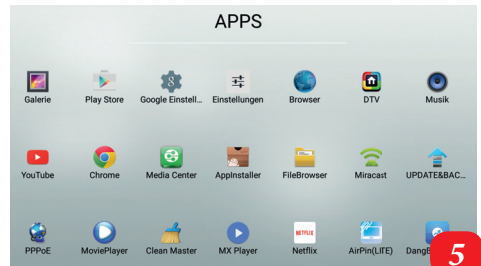 APPS
Galerie Play Store Google Einstell... Einstellungen Browser DTV Musik
YouTube Chrome Media Center AppInstaller FileBrowser Miracast UPDATE&BAC...
NETFLIX
PPPoE MoviePlayer Clean Master MX Player Netflix AirPin(LITE)
5